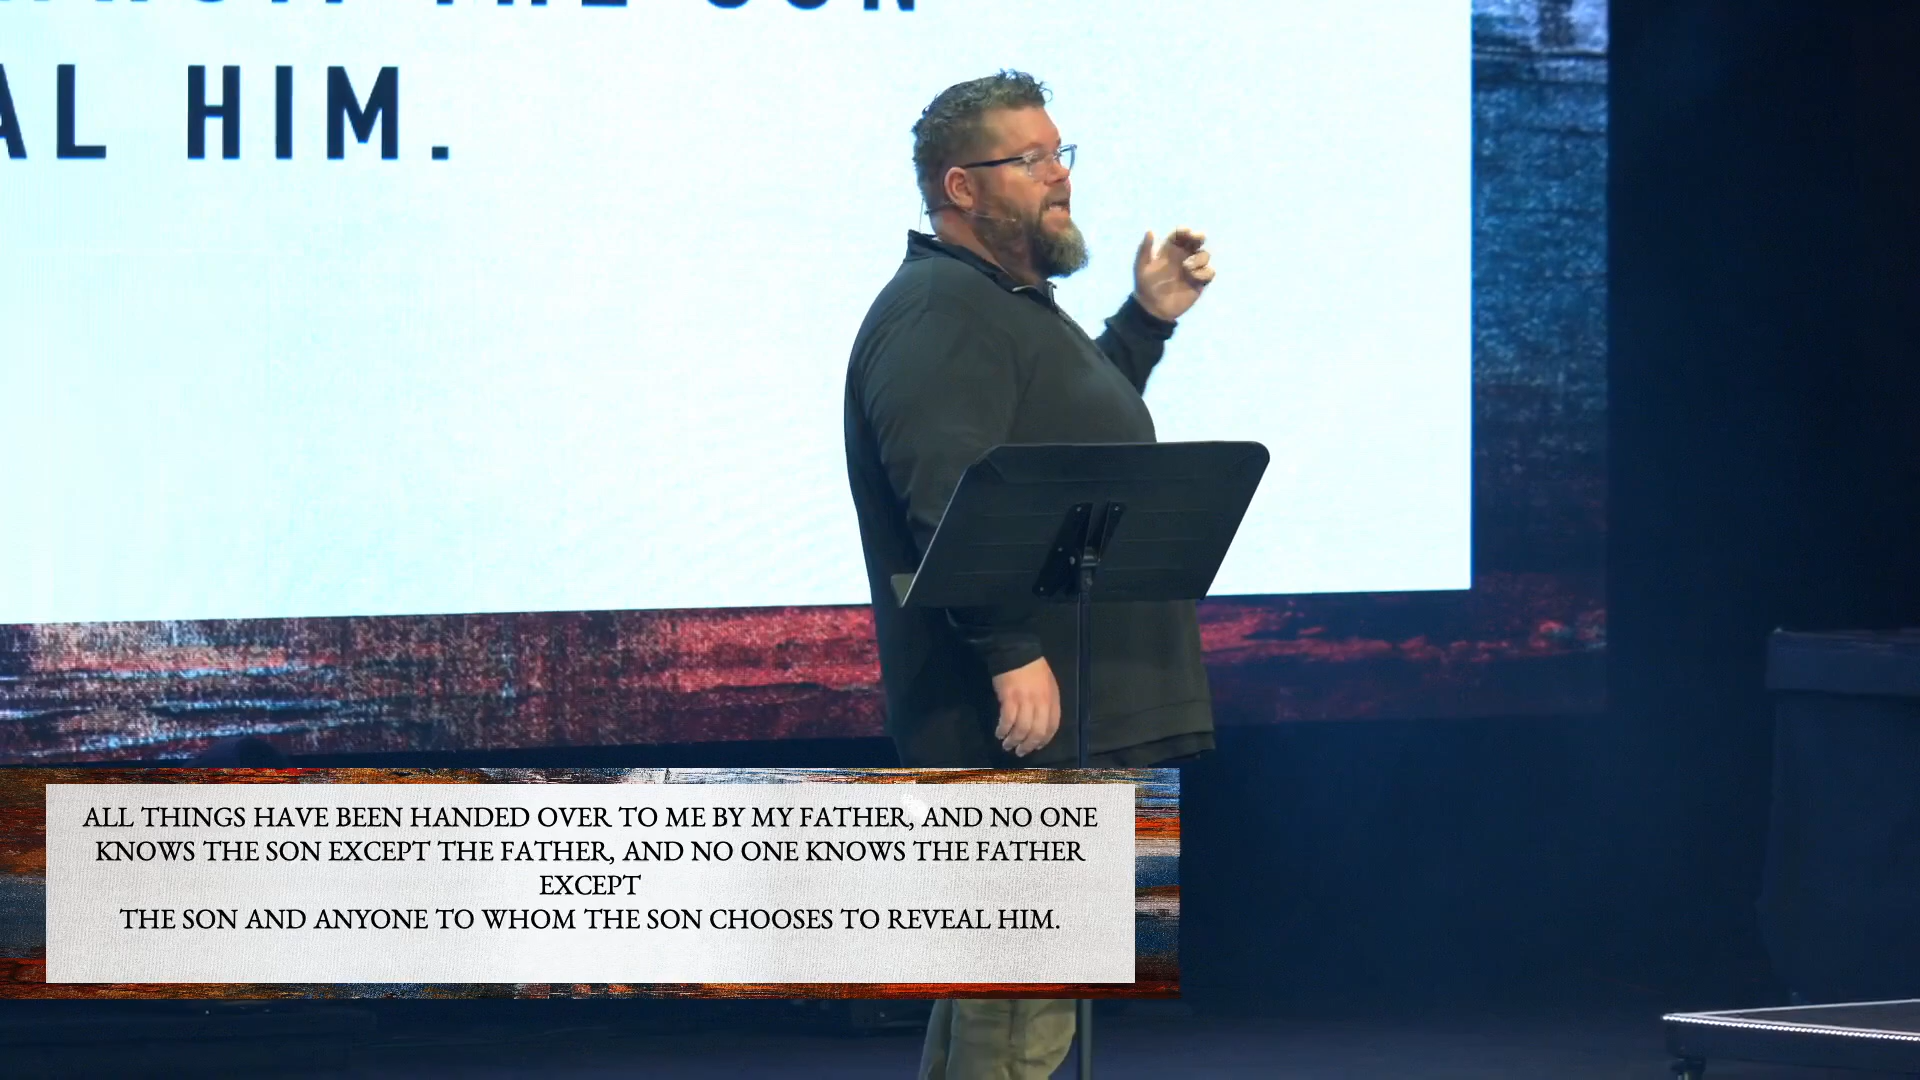 THE SON
AL HIM.
ALL THINGS HAVE BEEN HANDED OVER TO ME BY MY FATHER, AND NO ONE
KNOWS THE SON EXCEPT THE FATHER, AND NO ONE KNOWS THE FATHER
EXCEPT
THE SON AND ANYONE TO WHOM THE SON CHOOSES TO REVEAL HIM.